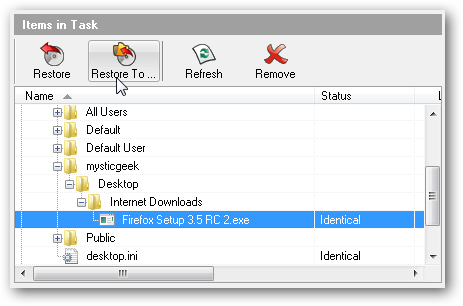 Items in Task
Restore
Restore To ...
Refresh
Remove
Name Status L
All Users
Default
Default User
mysticgeek
Desktop
Internet Downloads
Firefox Setup 3.5 RC 2.exe Identical
Public
desktop.ini Identical